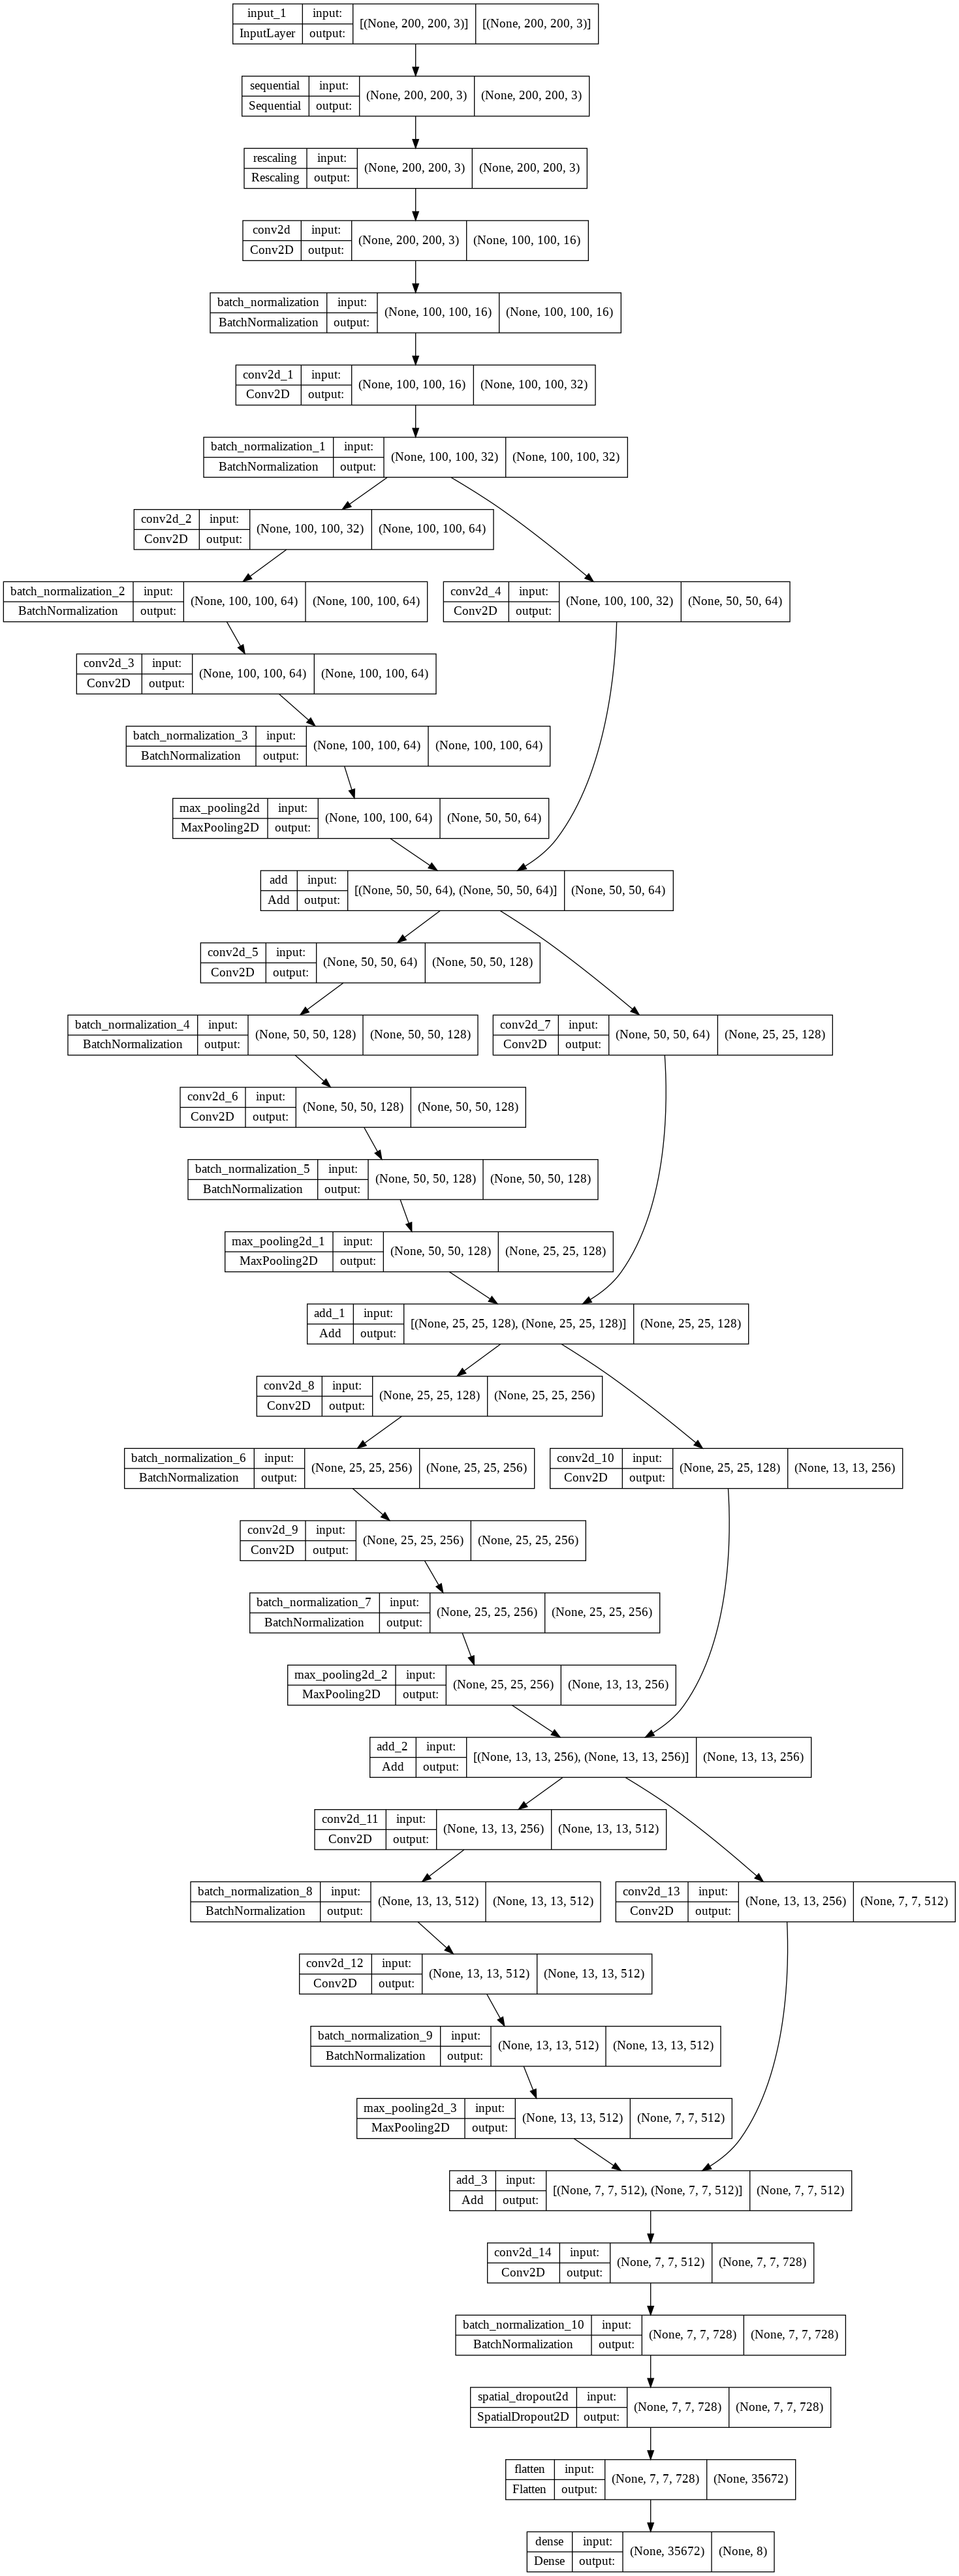 input_1 input: [(None, 200, 200, 3)] [(None, 200, 200, 3)]
InputLayer output:
sequential input: (None, 200, 200, 3) (None, 200, 200, 3)
Sequential output:
rescaling input: (None, 200, 200, 3) (None, 200, 200, 3)
Rescaling output:
conv2d input: (None, 200, 200, 3) (None, 100, 100, 16)
Conv2D output:
batch_normalization input: (None, 100, 100, 16) (None, 100, 100, 16)
BatchNormalization output:
conv2d_1 input: (None, 100, 100, 16) (None, 100, 100, 32)
Conv2D output:
batch_normalization_1 input: (None, 100, 100, 32) (None, 100, 100, 32)
BatchNormalization output:
conv2d_2 input: (None, 100, 100, 32) (None, 100, 100, 64)
Conv2D output:
batch_normalization_2 input: (None, 100, 100, 64) (None, 100, 100, 64)
BatchNormalization output:
conv2d_4 input: (None, 100, 100, 32) (None, 50, 50, 64)
Conv2D output:
conv2d_3 input: (None, 100, 100, 64) (None, 100, 100, 64)
Conv2D output:
batch_normalization_3 input: (None, 100, 100, 64) (None, 100, 100, 64)
BatchNormalization output:
max_pooling2d input: (None, 100, 100, 64) (None, 50, 50, 64)
MaxPooling2D output:
add input: [(None, 50, 50, 64), (None, 50, 50, 64)] (None, 50, 50, 64)
Add output:
conv2d_5 input: (None, 50, 50, 64) (None, 50, 50, 128)
Conv2D output:
batch_normalization_4 input: (None, 50, 50, 128) (None, 50, 50, 128)
BatchNormalization output:
conv2d_7 input: (None, 50, 50, 64) (None, 25, 25, 128)
Conv2D output:
conv2d_6 input: (None, 50, 50, 128) (None, 50, 50, 128)
Conv2D output:
batch_normalization_5 input: (None, 50, 50, 128) (None, 50, 50, 128)
BatchNormalization output:
max_pooling2d_1 input: (None, 50, 50, 128) (None, 25, 25, 128)
MaxPooling2D output:
add_1 input: [(None, 25, 25, 128), (None, 25, 25, 128)] (None, 25, 25, 128)
Add output:
conv2d_8 input: (None, 25, 25, 128) (None, 25, 25, 256)
Conv2D output:
batch_normalization_6 input: (None, 25, 25, 256) (None, 25, 25, 256)
BatchNormalization output:
conv2d_10 input: (None, 25, 25, 128) (None, 13, 13, 256)
Conv2D output:
conv2d_9 input: (None, 25, 25, 256) (None, 25, 25, 256)
Conv2D output:
batch_normalization_7 input: (None, 25, 25, 256) (None, 25, 25, 256)
BatchNormalization output:
max_pooling2d_2 input: (None, 25, 25, 256) (None, 13, 13, 256)
MaxPooling2D output:
add_2 input: [(None, 13, 13, 256), (None, 13, 13, 256)] (None, 13, 13, 256)
Add output:
conv2d_11 input: (None, 13, 13, 256) (None, 13, 13, 512)
Conv2D output:
batch_normalization_8 input: (None, 13, 13, 512) (None, 13, 13, 512)
BatchNormalization output:
conv2d_13 input: (None, 13, 13, 256) (None, 7, 7, 512)
Conv2D output:
conv2d_12 input: (None, 13, 13, 512) (None, 13, 13, 512)
Conv2D output:
batch_normalization_9 input: (None, 13, 13, 512) (None, 13, 13, 512)
BatchNormalization output:
max_pooling2d_3 input: (None, 13, 13, 512) (None, 7, 7, 512)
MaxPooling2D output:
add_3 input: [(None, 7, 7, 512), (None, 7, 7, 512)] (None, 7, 7, 512)
Add output:
conv2d_14 input: (None, 7, 7, 512) (None, 7, 7, 728)
Conv2D output:
batch_normalization_10 input: (None, 7, 7, 728) (None, 7, 7, 728)
BatchNormalization output:
spatial_dropout2d input: (None, 7, 7, 728) (None, 7, 7, 728)
SpatialDropout2D output:
flatten input: (None, 7, 7, 728) (None, 35672)
Flatten output:
dense input: (None, 35672) (None, 8)
Dense output: